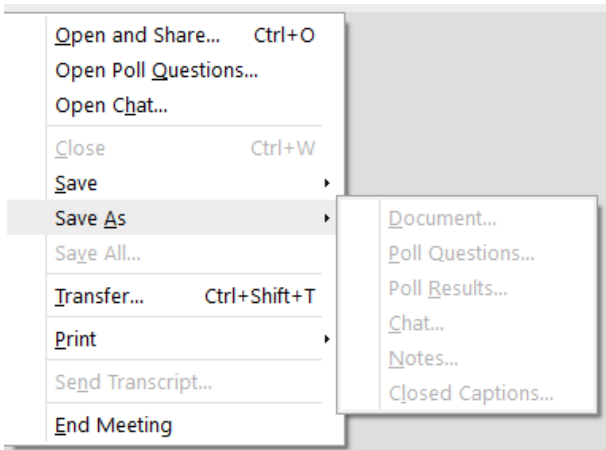 Open and Share... Ctrl+O
Open Poll Questions...
Open Chat...
Close Ctrl+W
Save
Save As
Save All...
Transfer... Ctrl+Shift+T
Print
Send Transcript...
End Meeting
Document...
Poll Questions...
Poll Results...
Chat...
Notes...
Closed Captions...